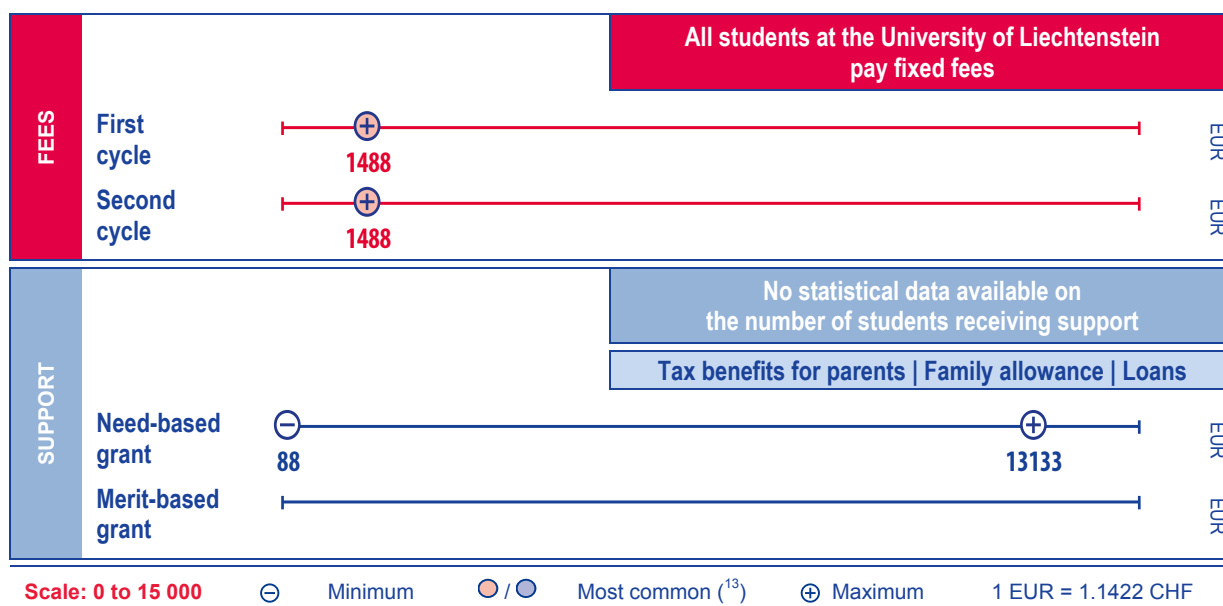 All students at the University of Liechtenstein
pay fixed fees
FEES
First
cycle
1488
EUR
Second
cycle
1488
EUR
No statistical data available on
the number of students receiving support
Tax benefits for parents | Family allowance | Loans
SUPPORT
Need-based
grant
88
13133
EUR
Merit-based
grant
EUR
Scale: 0 to 15 000 ⊖ Minimum / Most common (¹³) ⊕ Maximum 1 EUR = 1.1422 CHF